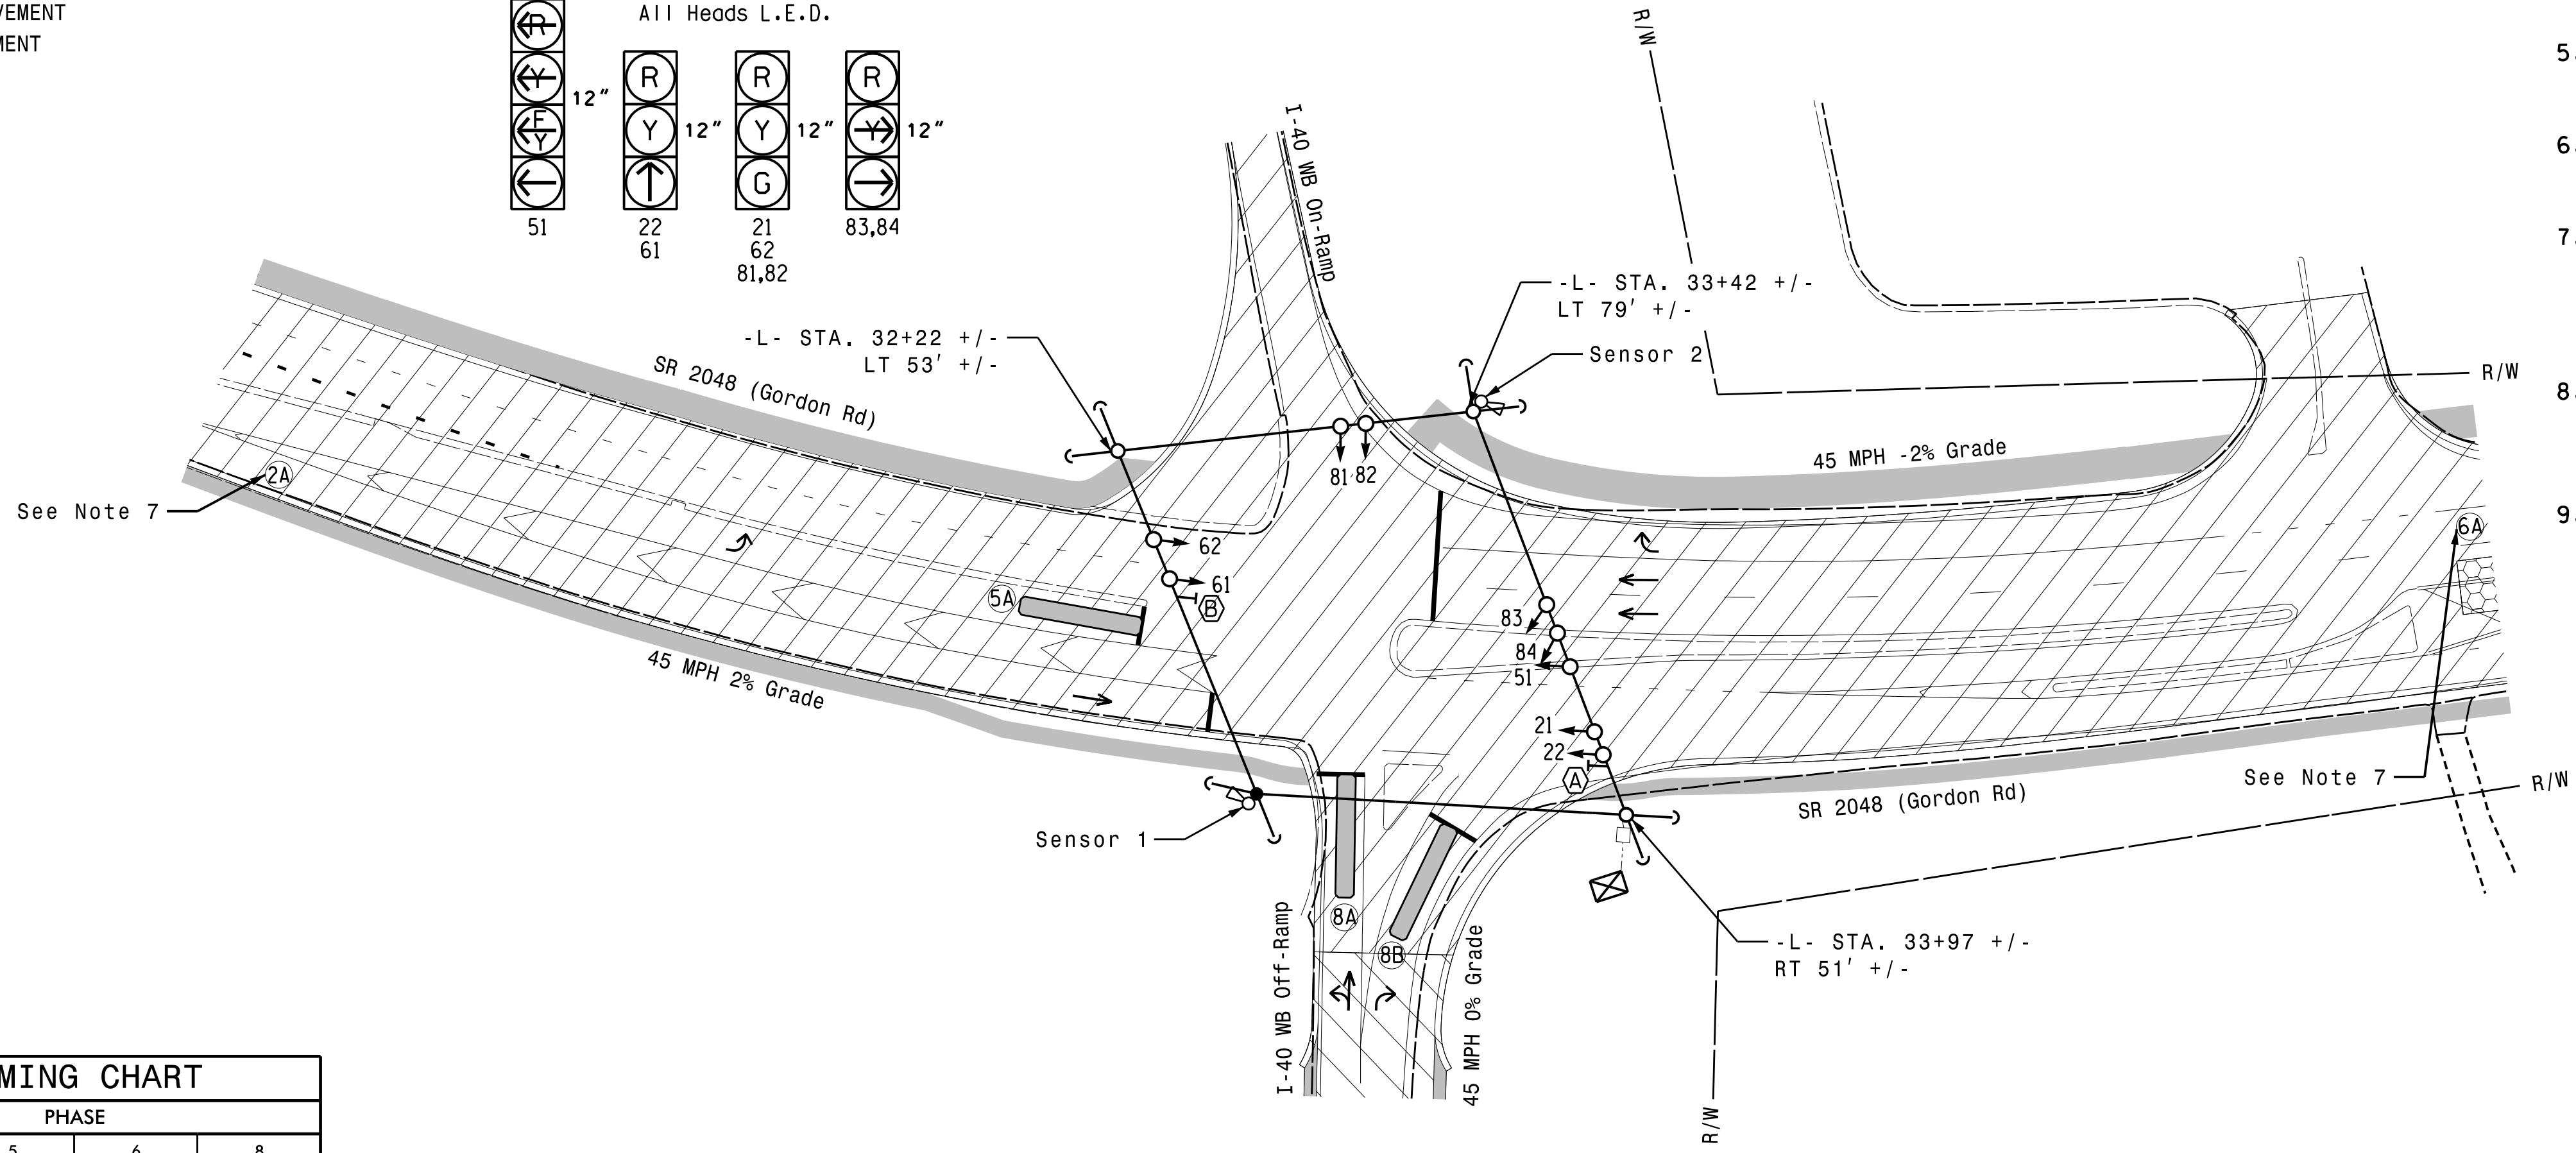 All Heads L.E.D.
R
Y
F
Y
12"
51
R
Y
12"
22
61
R
Y
G
12"
21
62
81,82
R
Y
12"
83,84
5.
6.
7.
8.
9.
R/W
I-40 WB On-Ramp
-L- STA. 33+42 +/-
LT 79' +/-
-L- STA. 32+22 +/-
LT 53' +/-
Sensor 2
SR 2048 (Gordon Rd)
R/W
45 MPH -2% Grade
81
82
2A
See Note 7
62
61
B
5A
6A
83
84
51
45 MPH 2% Grade
21
22
A
See Note 7
R/W
SR 2048 (Gordon Rd)
Sensor 1
8A
8B
-L- STA. 33+97 +/-
RT 51' +/-
I-40 WB Off-Ramp
45 MPH 0% Grade
R/W
MING CHART
PHASE
5
6
8